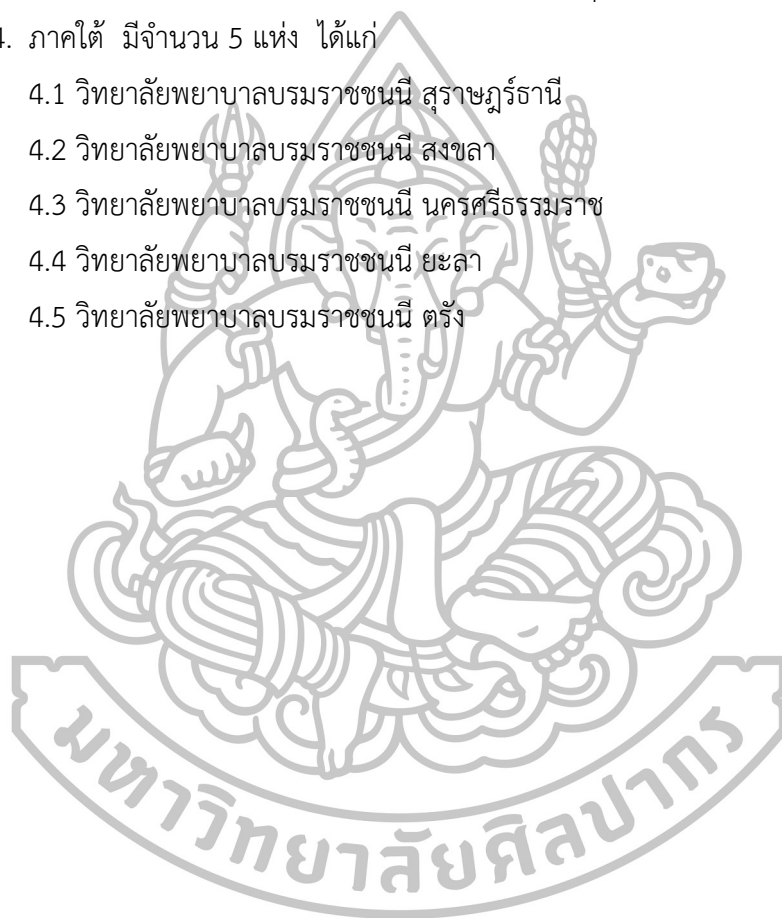 4. ภาคใต้ มีจำนวน 5 แห่ง ได้แก่
4.1 วิทยาลัยพยาบาลบรมราชชนนี สุราษฎร์ธานี
4.2 วิทยาลัยพยาบาลบรมราชชนนี สงขลา
4.3 วิทยาลัยพยาบาลบรมราชชนนี นครศรีธรรมราช
4.4 วิทยาลัยพยาบาลบรมราชชนนี ยะลา
4.5 วิทยาลัยพยาบาลบรมราชชนนี ตรัง
มหาวิทยาลัยศิลปากร